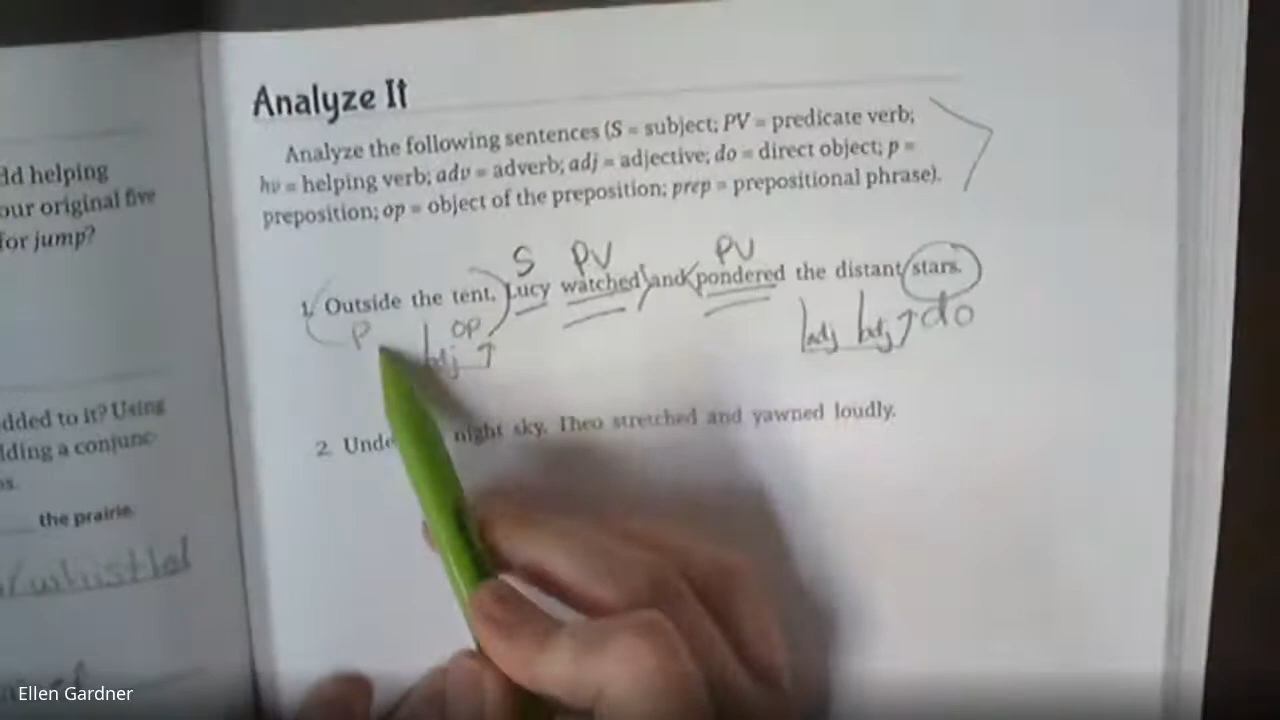 dd helping
our original five
for jump?
dded to it? Using
dding a conjunc-
the prairie.
whistled
Analyze It
Analyze the following sentences (S = subject; PV = predicate verb;
hv = helping verb; adv = adverb; adj = adjective; do = direct object; p =
preposition; op = object of the preposition; prep = prepositional phrase).
S PV PV
1. Outside the tent, Lucy watched and pondered the distant stars.
P adj op adj adj do
2. Unde night sky, Theo stretched and yawned loudly.
Ellen Gardner